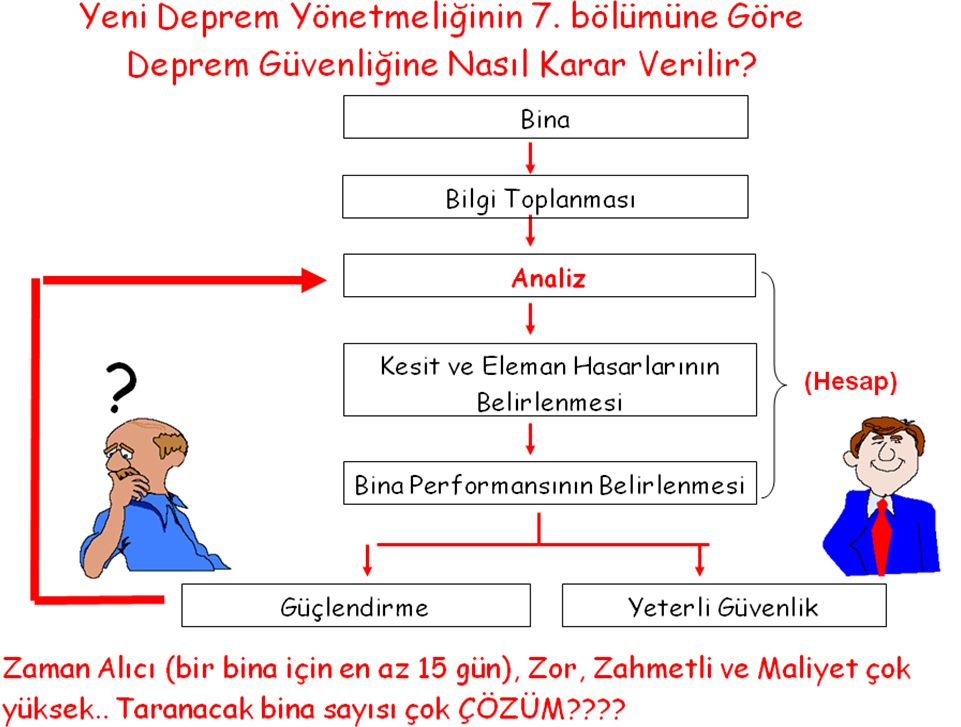 Yeni Deprem Yönetmeliğinin 7. bölümüne Göre
Deprem Güvenliğine Nasıl Karar Verilir?
Bina
Bilgi Toplanması
Analiz
Kesit ve Eleman Hasarlarının
Belirlenmesi
(Hesap)
?
Bina Performansının Belirlenmesi
Güçlendirme
Yeterli Güvenlik
Zaman Alıcı (bir bina için en az 15 gün), Zor, Zahmetli ve Maliyet çok
yüksek.. Taranacak bina sayısı çok ÇÖZÜM????